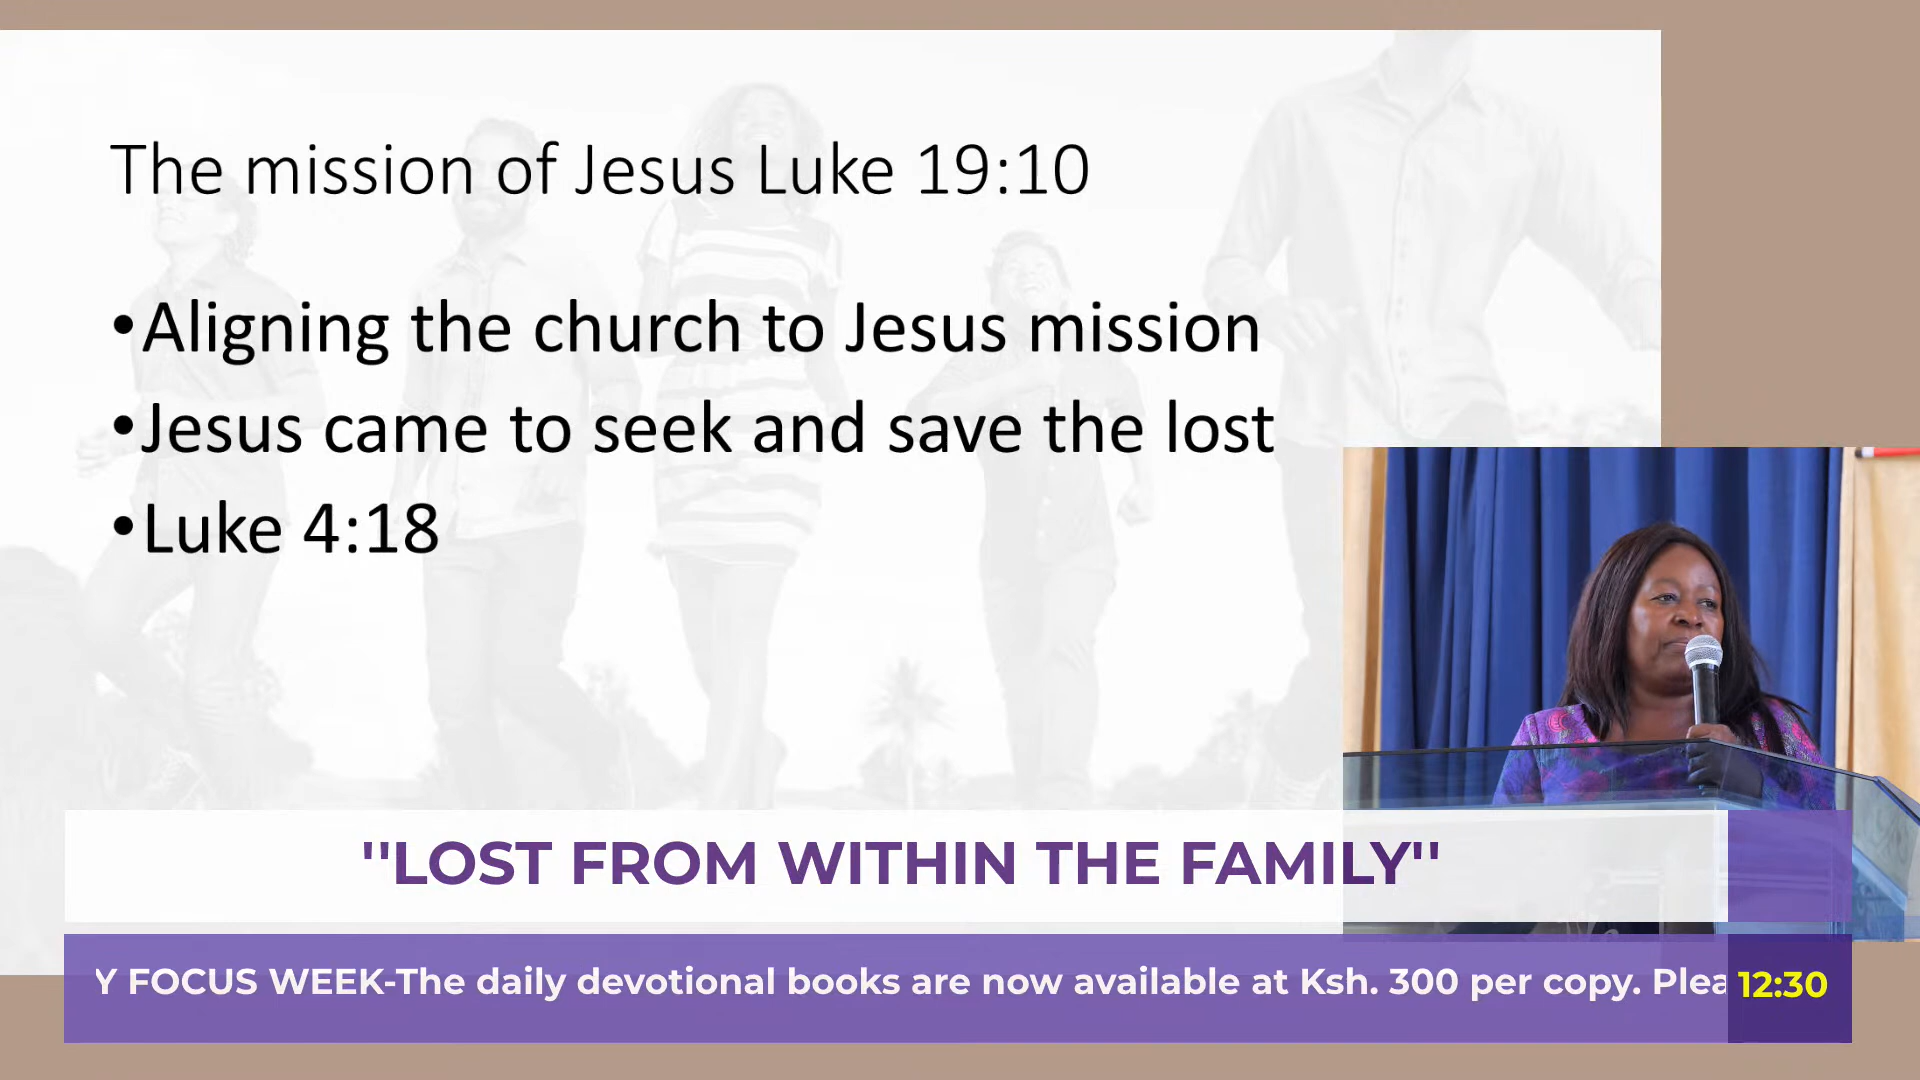 The mission of Jesus Luke 19:10
•Aligning the church to Jesus mission
•Jesus came to seek and save the lost
•Luke 4:18
''LOST FROM WITHIN THE FAMILY''
Y FOCUS WEEK-The daily devotional books are now available at Ksh. 300 per copy. Plea
12:30